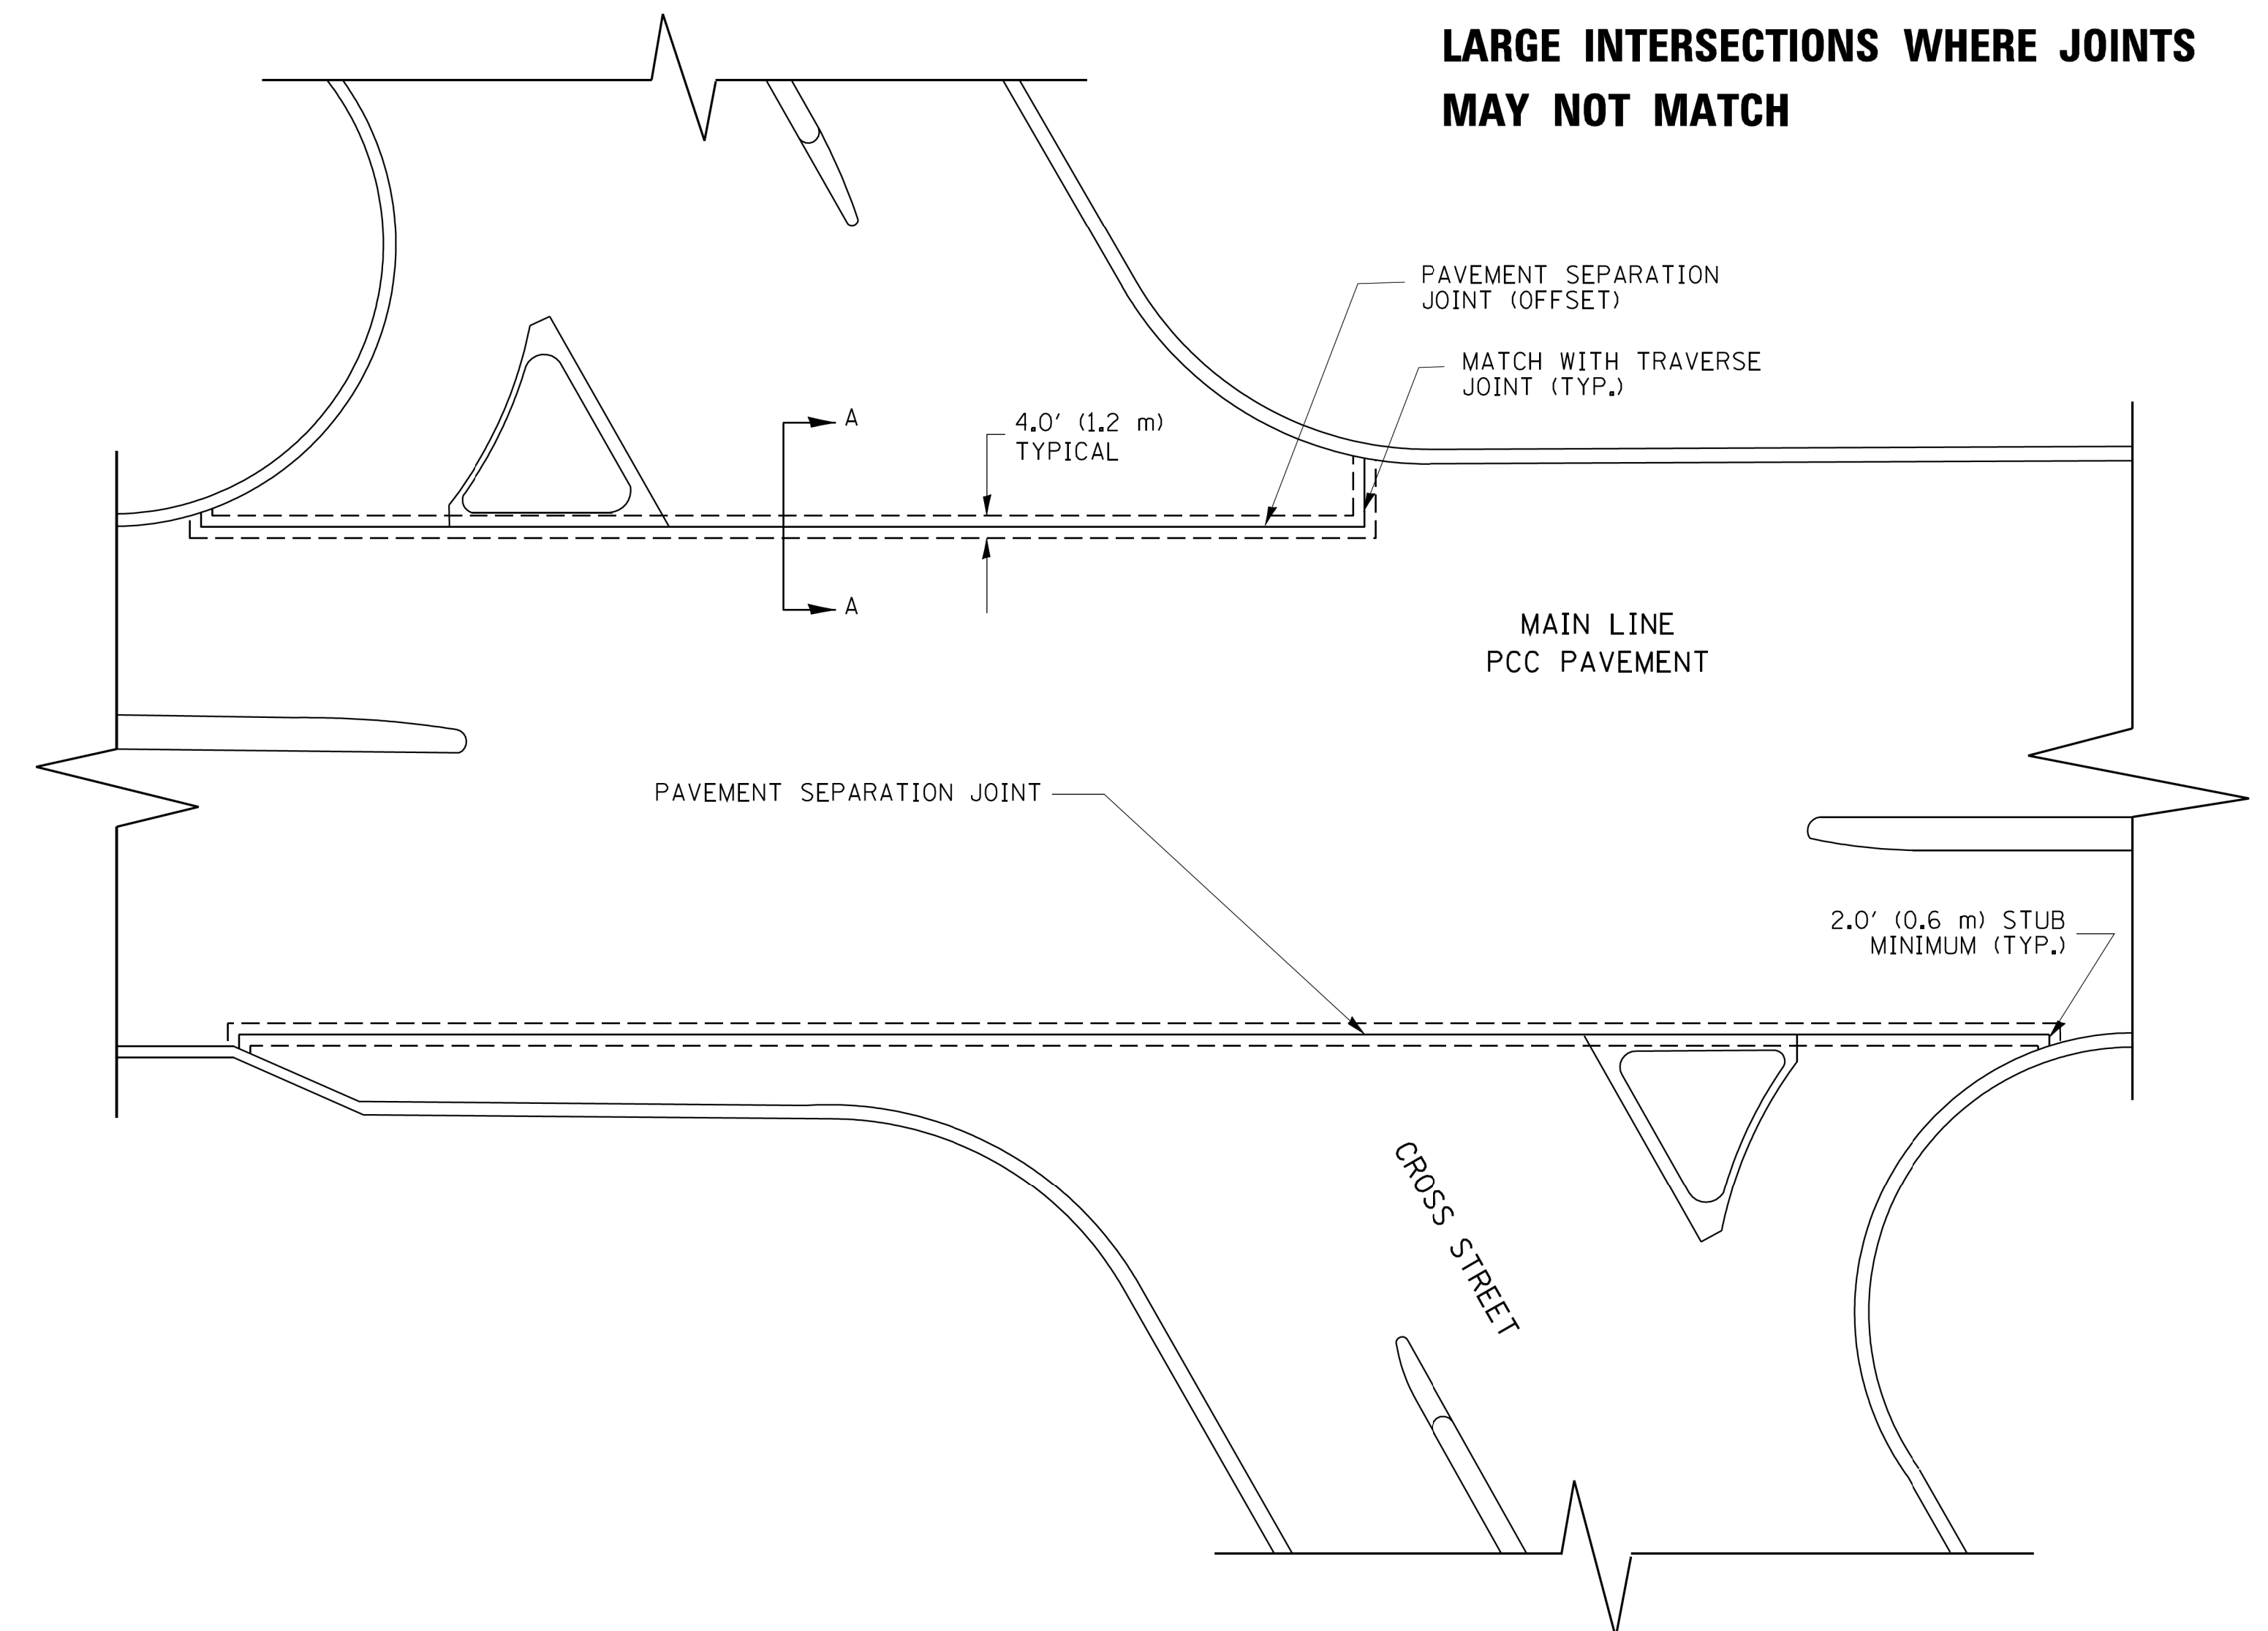 LARGE INTERSECTIONS WHERE JOINTS
MAY NOT MATCH
PAVEMENT SEPARATION
JOINT (OFFSET)
MATCH WITH TRAVERSE
JOINT (TYP.)
4.0' (1.2 m)
TYPICAL
A
A
MAIN LINE
PCC PAVEMENT
PAVEMENT SEPARATION JOINT
2.0' (0.6 m) STUB
MINIMUM (TYP.)
CROSS STREET